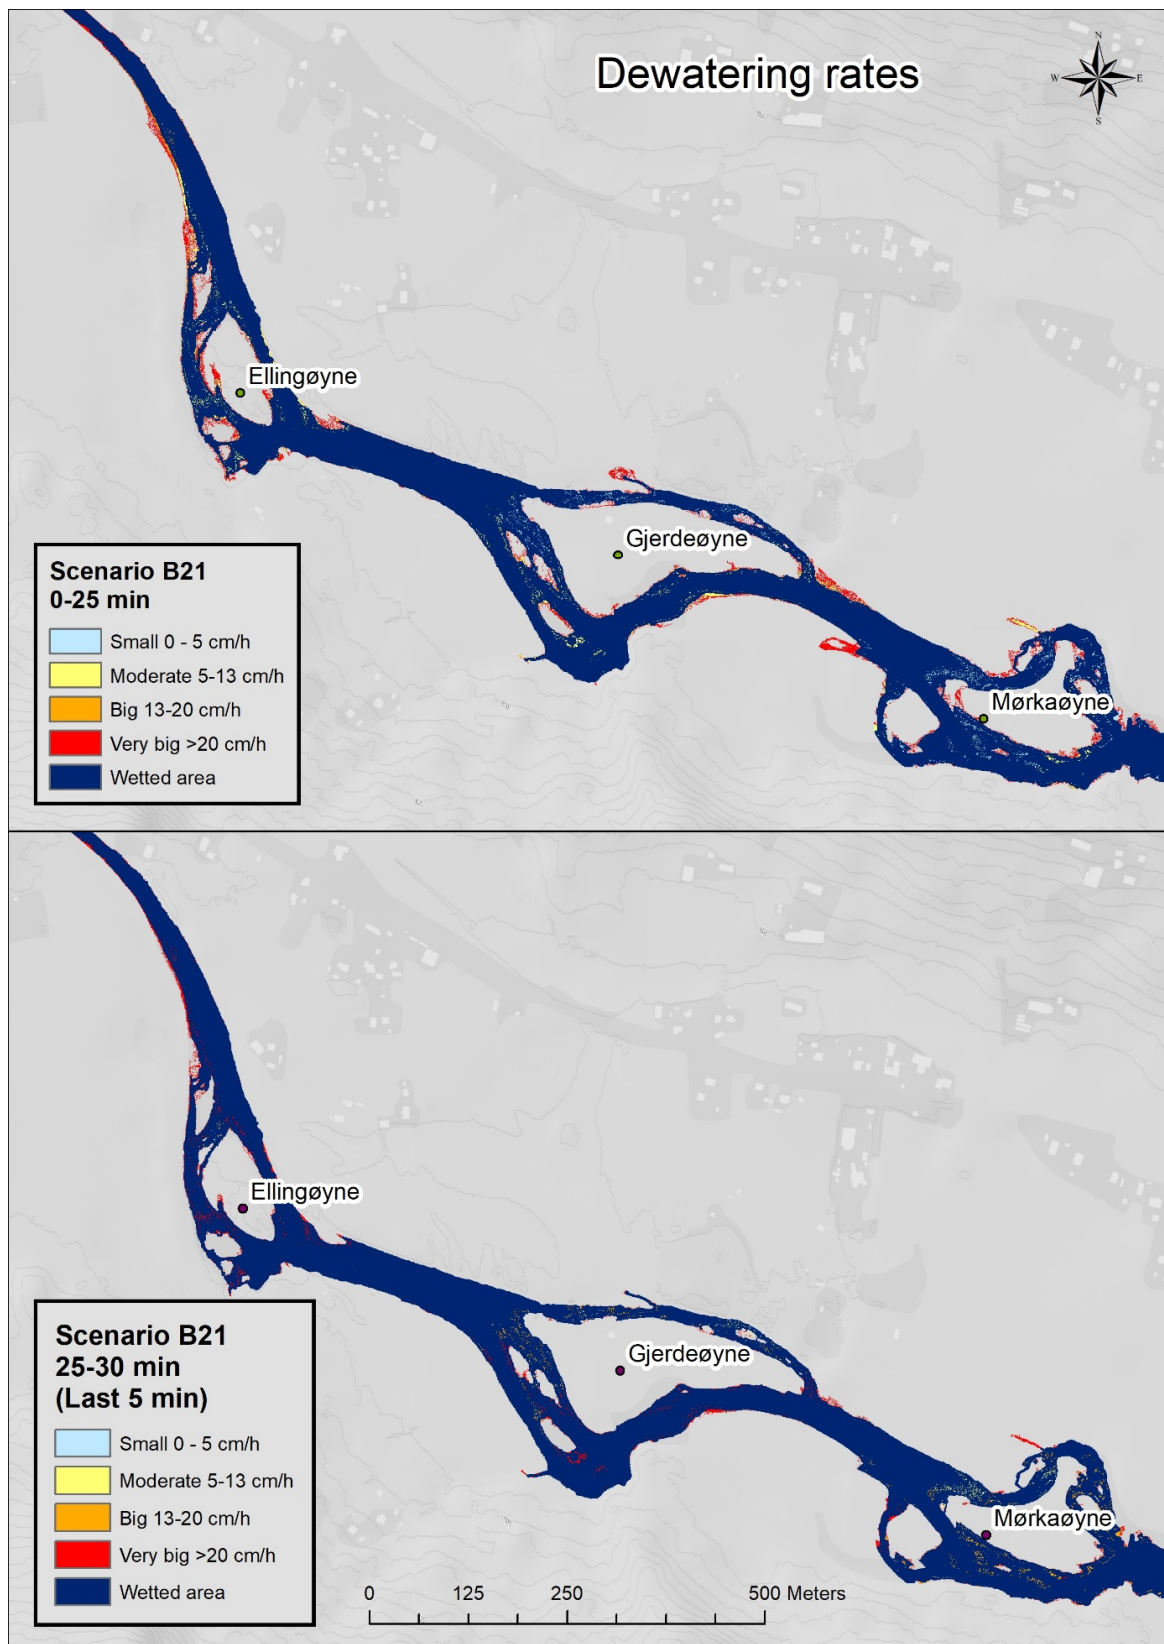 Dewatering rates
N
W
E
S
Ellingøyne
Gjerdeøyne
Mørkaøyne
Scenario B21
0-25 min
Small 0 - 5 cm/h
Moderate 5-13 cm/h
Big 13-20 cm/h
Very big >20 cm/h
Wetted area
Ellingøyne
Gjerdeøyne
Mørkaøyne
Scenario B21
25-30 min
(Last 5 min)
Small 0 - 5 cm/h
Moderate 5-13 cm/h
Big 13-20 cm/h
Very big >20 cm/h
Wetted area
0 125 250 500 Meters